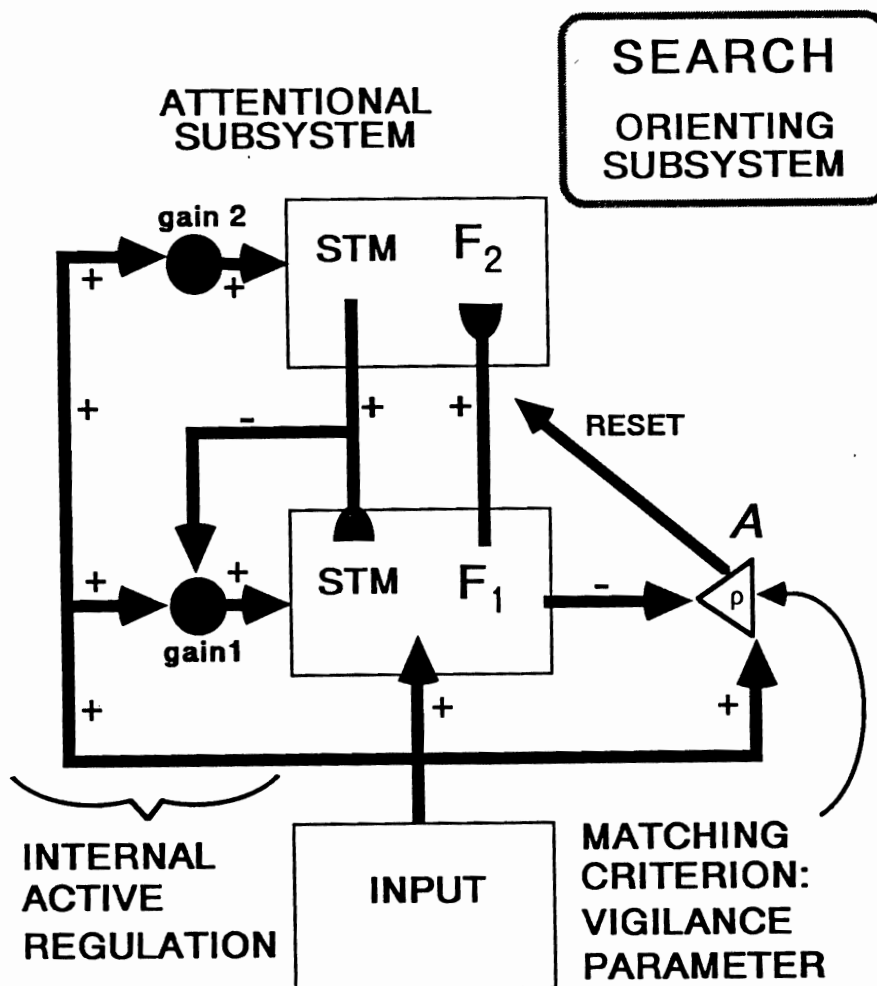 SEARCH
ORIENTING
SUBSYSTEM
ATTENTIONAL
SUBSYSTEM
gain 2
STM F2
+ +
+
- + +
RESET
A
+ +
STM F1
-
ρ
gain1
+ + +
INTERNAL
ACTIVE
REGULATION
INPUT
MATCHING
CRITERION:
VIGILANCE
PARAMETER